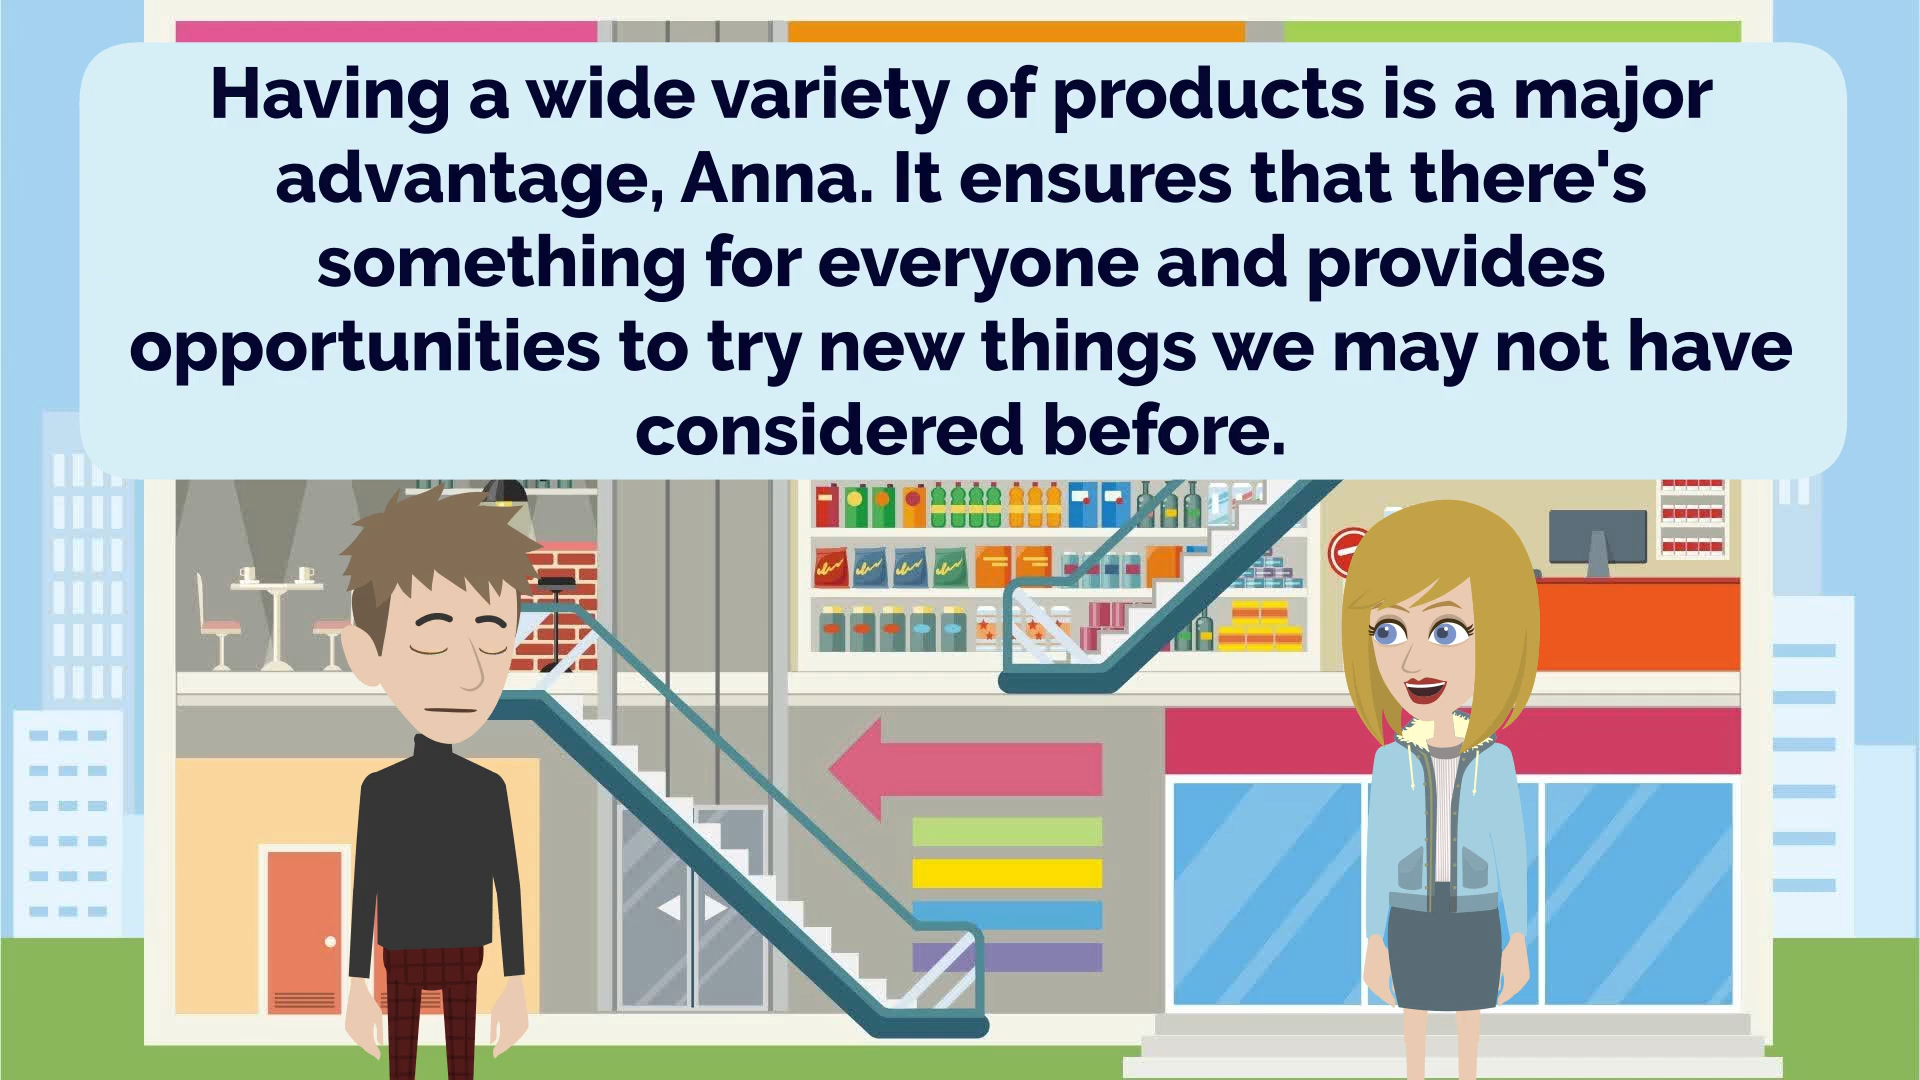 Having a wide variety of products is a major
advantage, Anna. It ensures that there's
something for everyone and provides
opportunities to try new things we may not have
considered before.